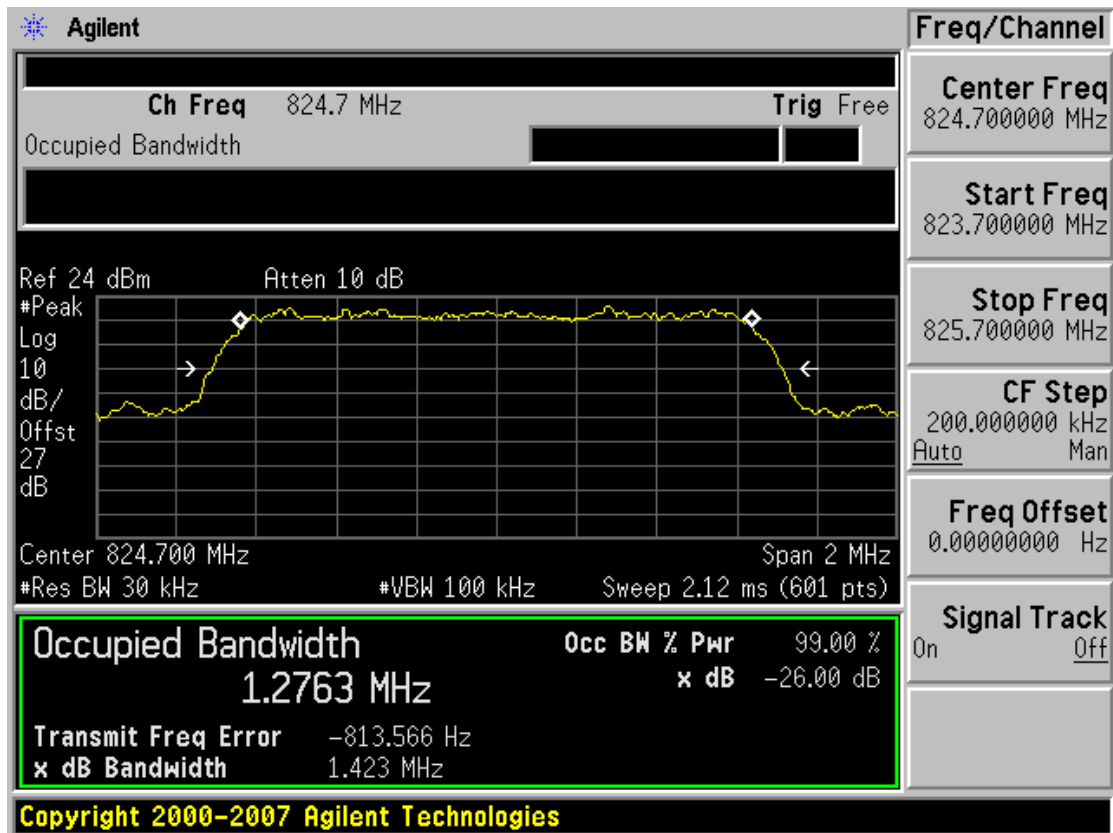 Agilent
Freq/Channel
Ch Freq 824.7 MHz Trig Free
Occupied Bandwidth
Center Freq
824.700000 MHz
Start Freq
823.700000 MHz
Stop Freq
825.700000 MHz
CF Step
200.000000 kHz
Auto Man
Freq Offset
0.00000000 Hz
Signal Track
On Off
Ref 24 dBm Atten 10 dB
#Peak
Log
10
dB/
Offst
27
dB
Center 824.700 MHz Span 2 MHz
#Res BW 30 kHz #VBW 100 kHz Sweep 2.12 ms (601 pts)
Occupied Bandwidth Occ BW % Pwr 99.00 %
1.2763 MHz x dB -26.00 dB
Transmit Freq Error -813.566 Hz
x dB Bandwidth 1.423 MHz
Copyright 2000-2007 Agilent Technologies